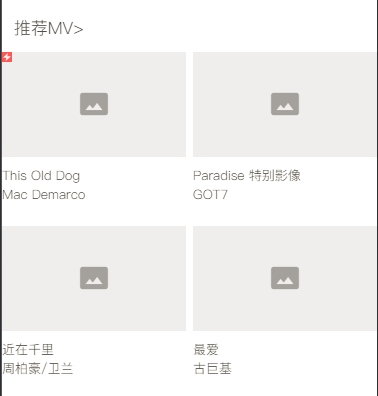 推荐MV>
This Old Dog
Mac Demarco
Paradise 特别影像
GOT7
近在千里
周柏豪/卫兰
最爱
古巨基